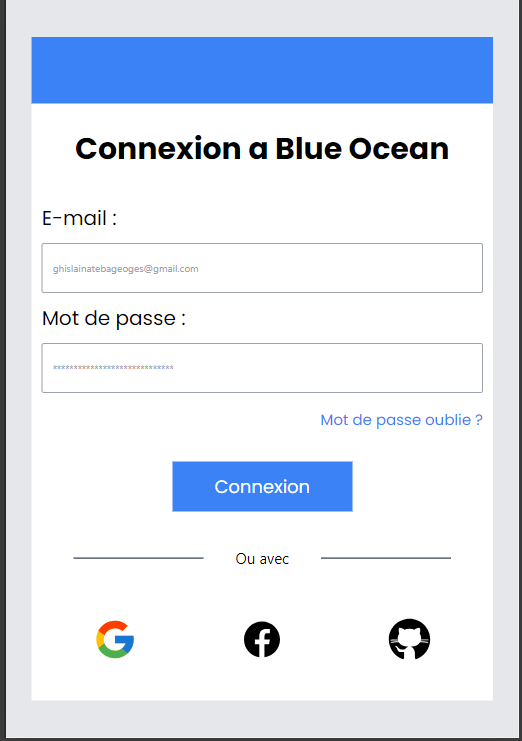 Connexion a Blue Ocean
E-mail :
ghislainatebageoges@gmail.com
Mot de passe :
*****************************
Mot de passe oublie ?
Connexion
Ou avec